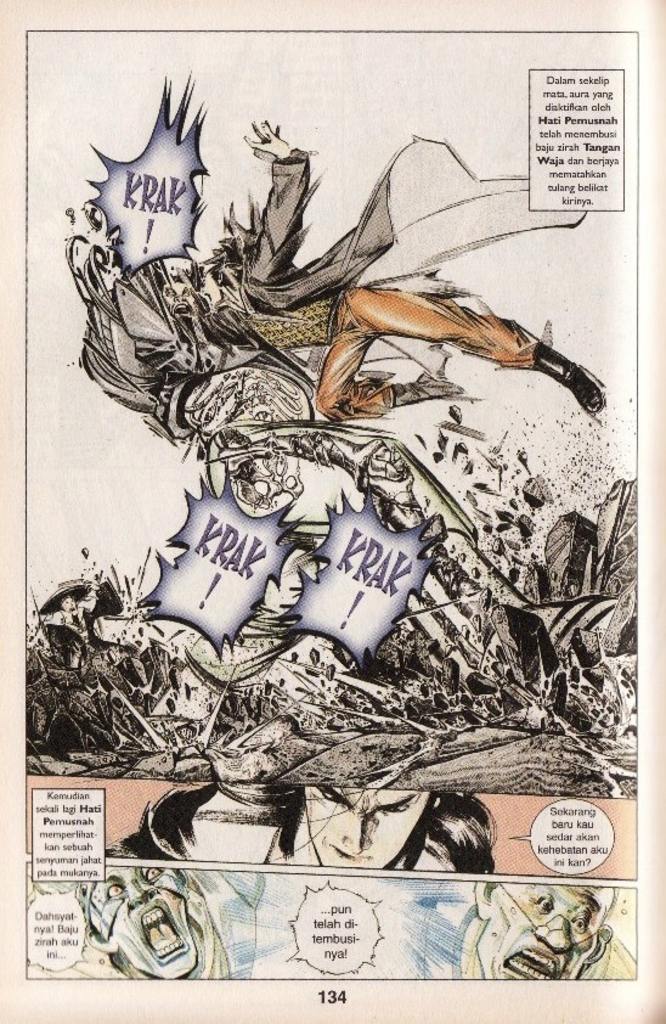 Dalam sekelip
mata, aura yang
diaktifkan oleh
Hati Pemusnah
telah menembusi
baju zirah Tangan
Waja dan berjaya
mematahkan
tulang belikat
kirinya.
KRAK
!
KRAK
!
KRAK
!
Kemudian
sekali lagi Hati
Pemusnah
memperlihat-
kan sebuah
senyuman jahat
pada mukanya.
Sekarang
baru kau
sedar akan
kehebatan aku
ini kan?
Dahsyat-
nya! Baju
zirah aku
ini...
...pun
telah di-
tembusi-
nya!
134